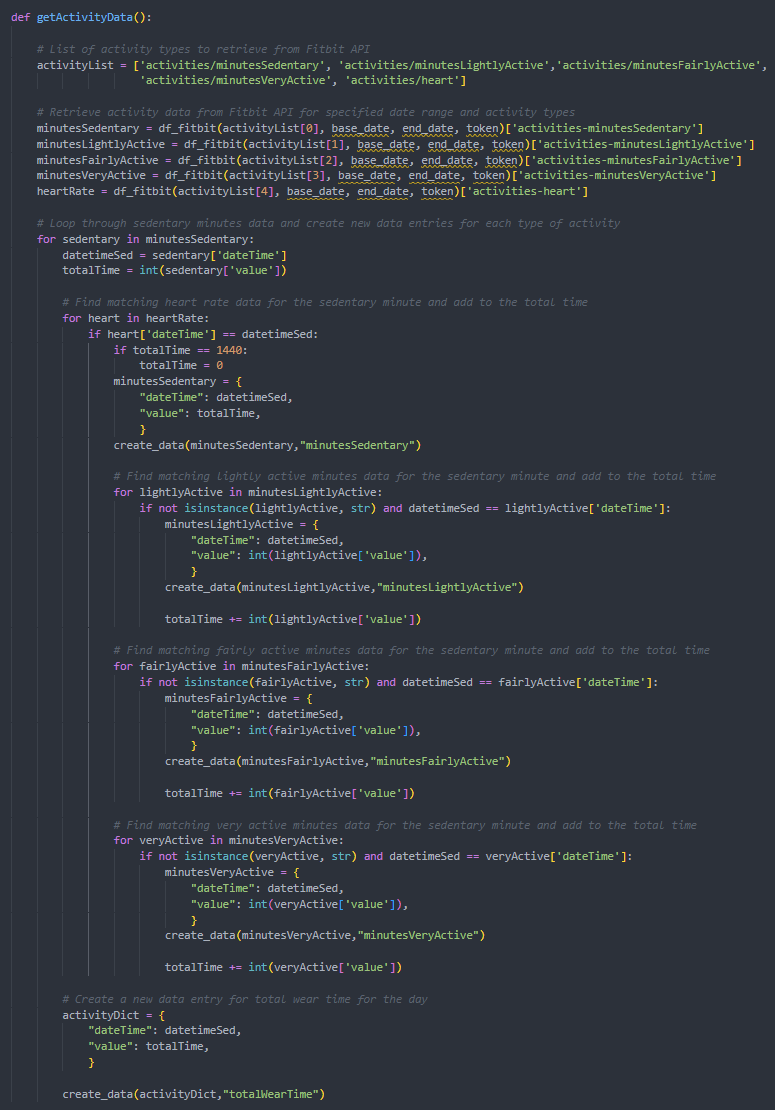 def getActivityData():
# List of activity types to retrieve from Fitbit API
activityList = ['activities/minutesSedentary', 'activities/minutesLightlyActive','activities/minutesFairlyActive',
'activities/minutesVeryActive', 'activities/heart']
# Retrieve activity data from Fitbit API for specified date range and activity types
minutesSedentary = df_fitbit(activityList[0], base_date, end_date, token)['activities-minutesSedentary']
minutesLightlyActive = df_fitbit(activityList[1], base_date, end_date, token)['activities-minutesLightlyActive']
minutesFairlyActive = df_fitbit(activityList[2], base_date, end_date, token)['activities-minutesFairlyActive']
minutesVeryActive = df_fitbit(activityList[3], base_date, end_date, token)['activities-minutesVeryActive']
heartRate = df_fitbit(activityList[4], base_date, end_date, token)['activities-heart']
# Loop through sedentary minutes data and create new data entries for each type of activity
for sedentary in minutesSedentary:
datetimeSed = sedentary['dateTime']
totalTime = int(sedentary['value'])
# Find matching heart rate data for the sedentary minute and add to the total time
for heart in heartRate:
if heart['dateTime'] == datetimeSed:
if totalTime == 1440:
totalTime = 0
minutesSedentary = {
"dateTime": datetimeSed,
"value": totalTime,
}
create_data(minutesSedentary,"minutesSedentary")
# Find matching lightly active minutes data for the sedentary minute and add to the total time
for lightlyActive in minutesLightlyActive:
if not isinstance(lightlyActive, str) and datetimeSed == lightlyActive['dateTime']:
minutesLightlyActive = {
"dateTime": datetimeSed,
"value": int(lightlyActive['value']),
}
create_data(minutesLightlyActive,"minutesLightlyActive")
totalTime += int(lightlyActive['value'])
# Find matching fairly active minutes data for the sedentary minute and add to the total time
for fairlyActive in minutesFairlyActive:
if not isinstance(fairlyActive, str) and datetimeSed == fairlyActive['dateTime']:
minutesFairlyActive = {
"dateTime": datetimeSed,
"value": int(fairlyActive['value']),
}
create_data(minutesFairlyActive,"minutesFairlyActive")
totalTime += int(fairlyActive['value'])
# Find matching very active minutes data for the sedentary minute and add to the total time
for veryActive in minutesVeryActive:
if not isinstance(veryActive, str) and datetimeSed == veryActive['dateTime']:
minutesVeryActive = {
"dateTime": datetimeSed,
"value": int(veryActive['value']),
}
create_data(minutesVeryActive,"minutesVeryActive")
totalTime += int(veryActive['value'])
# Create a new data entry for total wear time for the day
activityDict = {
"dateTime": datetimeSed,
"value": totalTime,
}
create_data(activityDict,"totalWearTime")